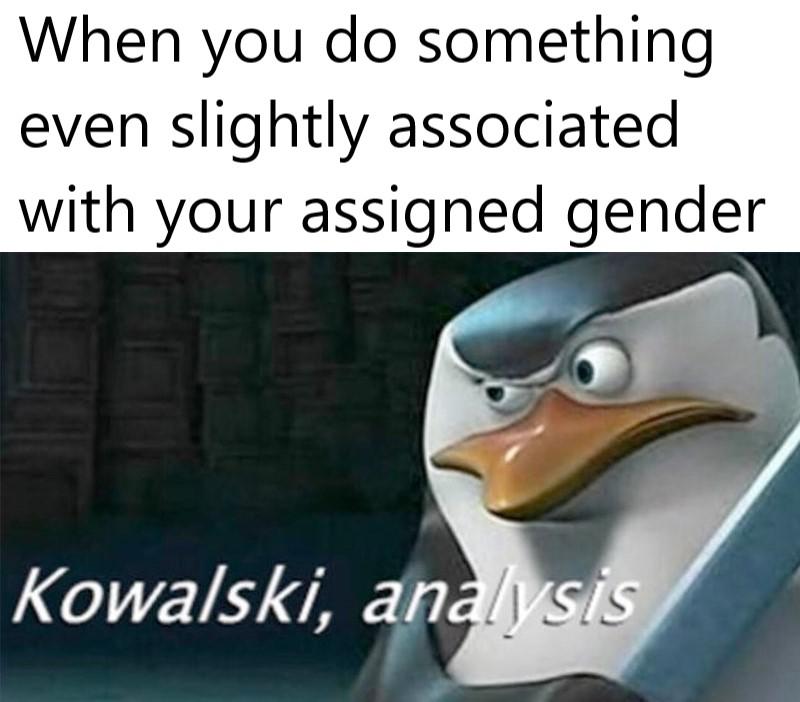 When you do something
even slightly associated
with your assigned gender
Kowalski, analysis